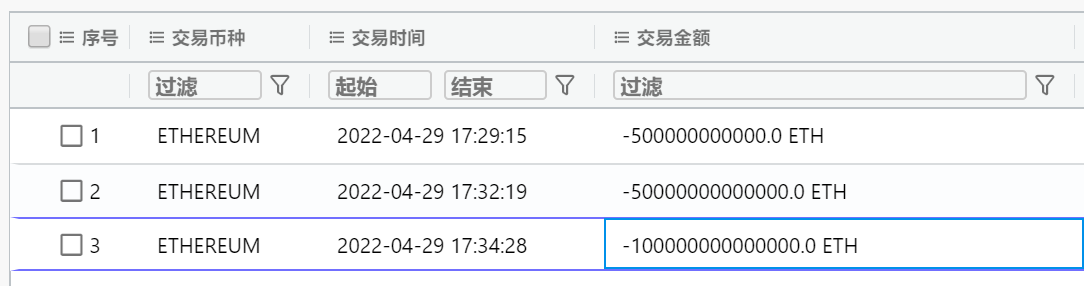 序号 交易币种 交易时间 交易金额
过滤 起始 结束 过滤
1 ETHEREUM 2022-04-29 17:29:15 -500000000000.0 ETH
2 ETHEREUM 2022-04-29 17:32:19 -50000000000000.0 ETH
3 ETHEREUM 2022-04-29 17:34:28 -100000000000000.0 ETH